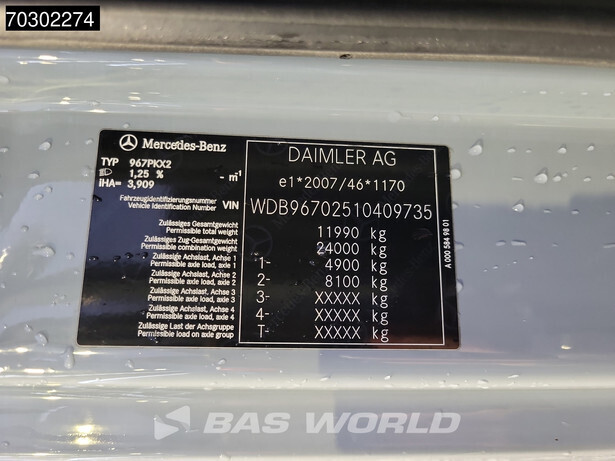 70302274
Mercedes-Benz
TYP 967PKX2
1,25 % - m⁻¹
iHA= 3,909
Fahrzeugidentifizierungsnummer
Vehicle Identification Number VIN
DAIMLER AG
e1*2007/46*1170
WDB96702510409735
Zulässiges Gesamtgewicht
Permissible total weight 11990 kg
Zulässiges Zug-Gesamtgewicht
Permissible combination weight 24000 kg
Zulässige Achslast, Achse 1
Permissible axle load, axle 1 1- 4900 kg
Zulässige Achslast, Achse 2
Permissible axle load, axle 2 2- 8100 kg
Zulässige Achslast, Achse 3
Permissible axle load, axle 3 3- XXXXX kg
Zulässige Achslast, Achse 4
Permissible axle load, axle 4 4- XXXXX kg
Zulässige Last der Achsgruppe
Permissible load on axle group T- XXXXX kg
A 000 584 98 01
BAS WORLD